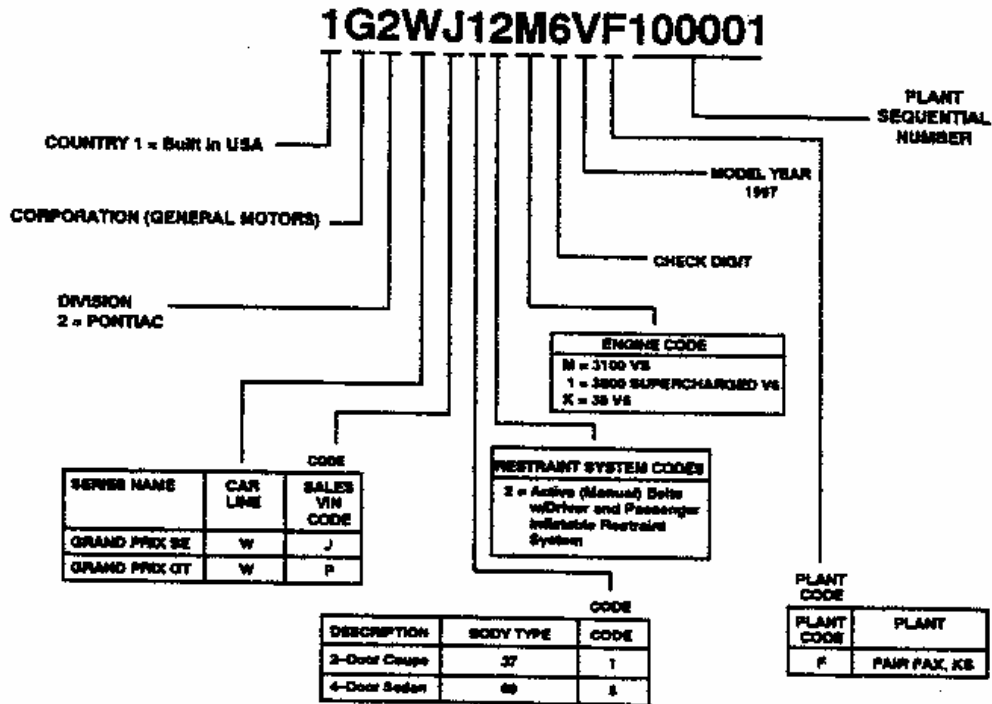 1G2WJ12M6VF100001
PLANT
SEQUENTIAL
NUMBER
COUNTRY 1 = Built in USA
MODEL YEAR
1997
CORPORATION (GENERAL MOTORS)
CHECK DIGIT
DIVISION
2 = PONTIAC
ENGINE CODE
M = 3100 V6
1 = 3800 SUPERCHARGED V6
K = 38 V6
CODE
SERIES NAME CAR LINE SALES VIN CODE
GRAND PRIX SE W J
GRAND PRIX GT W P
RESTRAINT SYSTEM CODES
2 = Active (Manual) Belts
w/Driver and Passenger
Inflatable Restraint
System
CODE
DESCRIPTION BODY TYPE CODE
2-Door Coupe 37 1
4-Door Sedan
PLANT
CODE
PLANT CODE PLANT
F FAIR FAX, KS